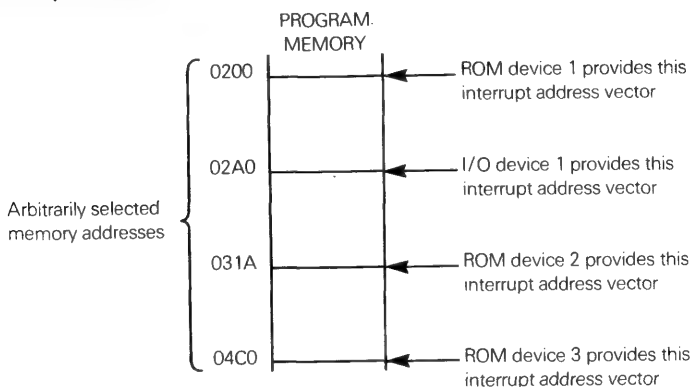 PROGRAM.
MEMORY
0200
ROM device 1 provides this
interrupt address vector
02A0
I/O device 1 provides this
interrupt address vector
Arbitrarily selected
memory addresses
031A
ROM device 2 provides this
interrupt address vector
04C0
ROM device 3 provides this
interrupt address vector